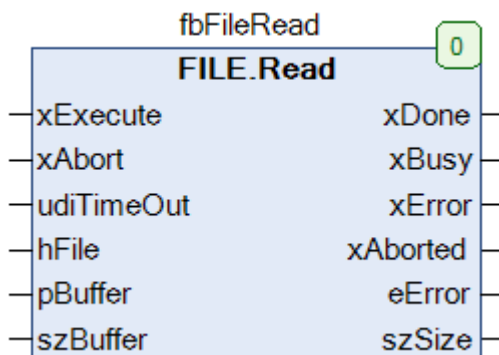 fbFileRead
0
FILE.Read
xExecute xDone
xAbort xBusy
udiTimeOut xError
hFile xAborted
pBuffer eError
szBuffer szSize